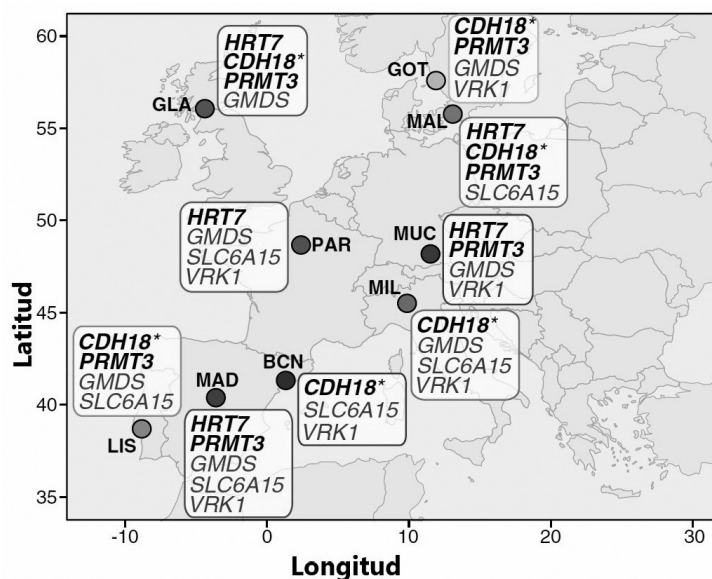 60
55
50
45
40
35
Latitud
-10
0
10
20
30
Longitud
GLA
HRT7
CDH18*
PRMT3
GMDS
GOT
CDH18*
PRMT3
GMDS
VRK1
MAL
HRT7
CDH18*
PRMT3
SLC6A15
PAR
HRT7
GMDS
SLC6A15
VRK1
MUC
HRT7
PRMT3
GMDS
VRK1
MIL
CDH18*
GMDS
SLC6A15
VRK1
CDH18*
PRMT3
GMDS
SLC6A15
LIS
MAD
HRT7
PRMT3
GMDS
SLC6A15
VRK1
BCN
CDH18*
SLC6A15
VRK1